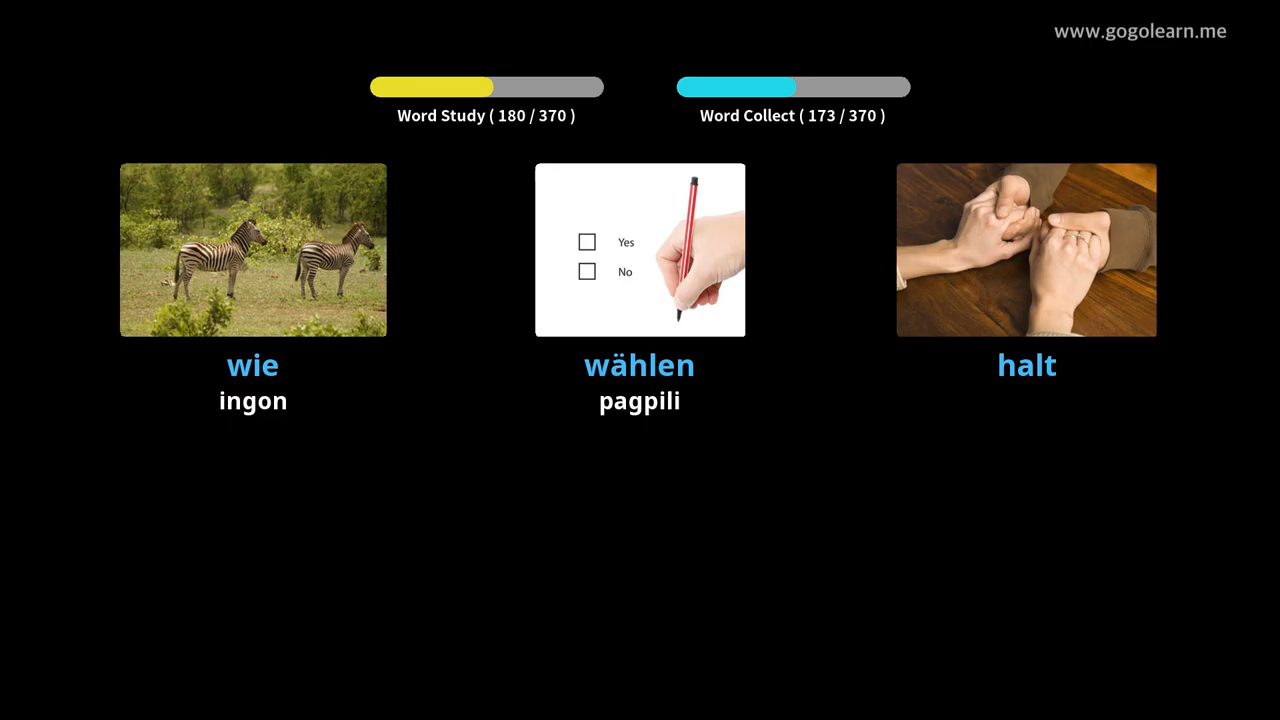 www.gogolearn.me
Word Study ( 180 / 370 )
Word Collect ( 173 / 370 )
Yes
No
wie
ingon
wählen
pagpili
halt